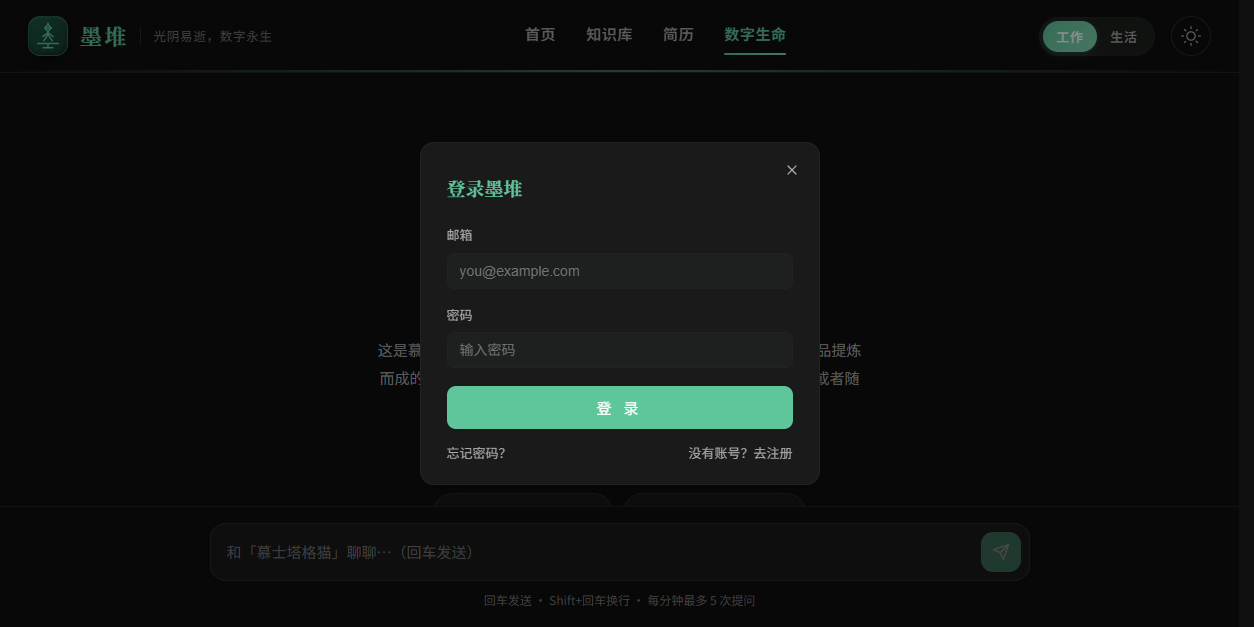 墨堆
光阴易逝，数字永生
首页 知识库 简历 数字生命
工作 生活
登录墨堆
邮箱
you@example.com
密码
输入密码
登 录
忘记密码？ 没有账号？去注册
这是慕
品提炼
而成的
或者随
和「慕士塔格猫」聊聊…（回车发送）
回车发送 · Shift+回车换行 · 每分钟最多 5 次提问